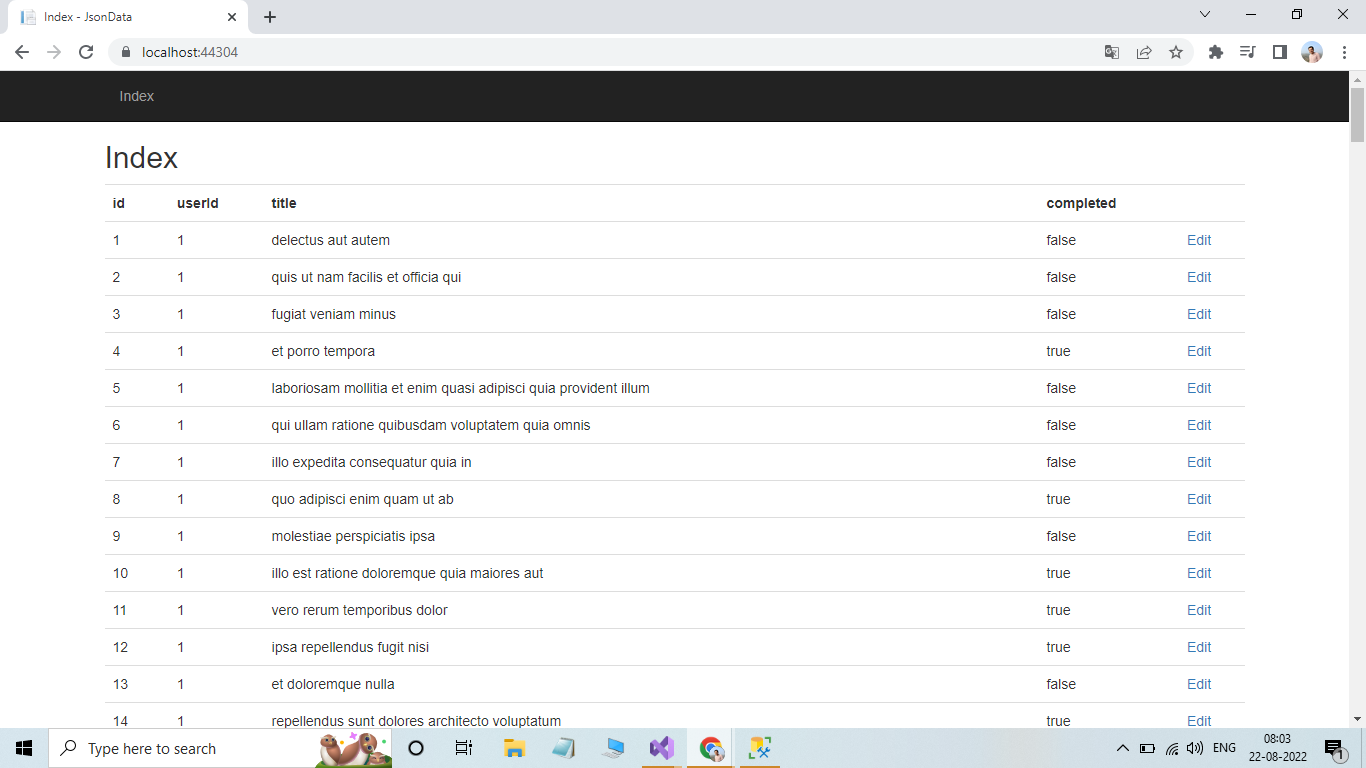 Index - JsonData
localhost:44304
Index
Index
id userId title completed
1 1 delectus aut autem false Edit
2 1 quis ut nam facilis et officia qui false Edit
3 1 fugiat veniam minus false Edit
4 1 et porro tempora true Edit
5 1 laboriosam mollitia et enim quasi adipisci quia provident illum false Edit
6 1 qui ullam ratione quibusdam voluptatem quia omnis false Edit
7 1 illo expedita consequatur quia in false Edit
8 1 quo adipisci enim quam ut ab true Edit
9 1 molestiae perspiciatis ipsa false Edit
10 1 illo est ratione doloremque quia maiores aut true Edit
11 1 vero rerum temporibus dolor true Edit
12 1 ipsa repellendus fugit nisi true Edit
13 1 et doloremque nulla false Edit
14 1 repellendus sunt dolores architecto voluptatum true Edit
Type here to search
ENG
08:03
22-08-2022
1